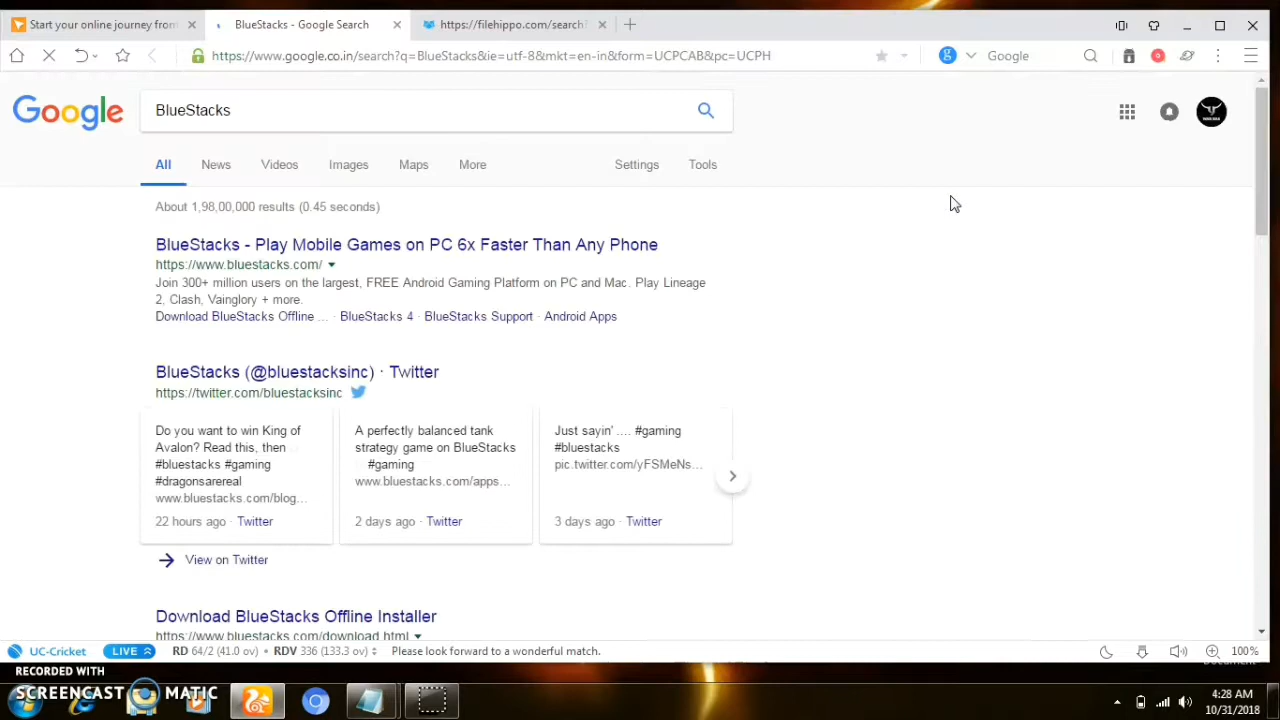 Start your online journey from
BlueStacks - Google Search
https://filehippo.com/search?
https://www.google.co.in/search?q=BlueStacks&ie=utf-8&mkt=en-in&form=UCPCAB&pc=UCPH
Google
Google
BlueStacks
All
News
Videos
Images
Maps
More
Settings
Tools
About 1,98,00,000 results (0.45 seconds)
BlueStacks - Play Mobile Games on PC 6x Faster Than Any Phone
https://www.bluestacks.com/
Join 300+ million users on the largest, FREE Android Gaming Platform on PC and Mac. Play Lineage
2, Clash, Vainglory + more.
Download BlueStacks Offline ... · BlueStacks 4 · BlueStacks Support · Android Apps
BlueStacks (@bluestacksinc) · Twitter
https://twitter.com/bluestacksinc
Do you want to win King of
Avalon? Read this, then
#bluestacks #gaming
#dragonsarereal
www.bluestacks.com/blog...
22 hours ago · Twitter
A perfectly balanced tank
strategy game on BlueStacks
#gaming
www.bluestacks.com/apps...
2 days ago · Twitter
Just sayin' .... #gaming
#bluestacks
pic.twitter.com/yFSMeNs...
3 days ago · Twitter
View on Twitter
Download BlueStacks Offline Installer
https://www.bluestacks.com/download.html
UC-Cricket
LIVE
RD 64/2 (41.0 ov) • RDV 336 (133.3 ov)
Please look forward to a wonderful match.
100%
RECORDED WITH
SCREENCAST MATIC
4:28 AM
10/31/2018